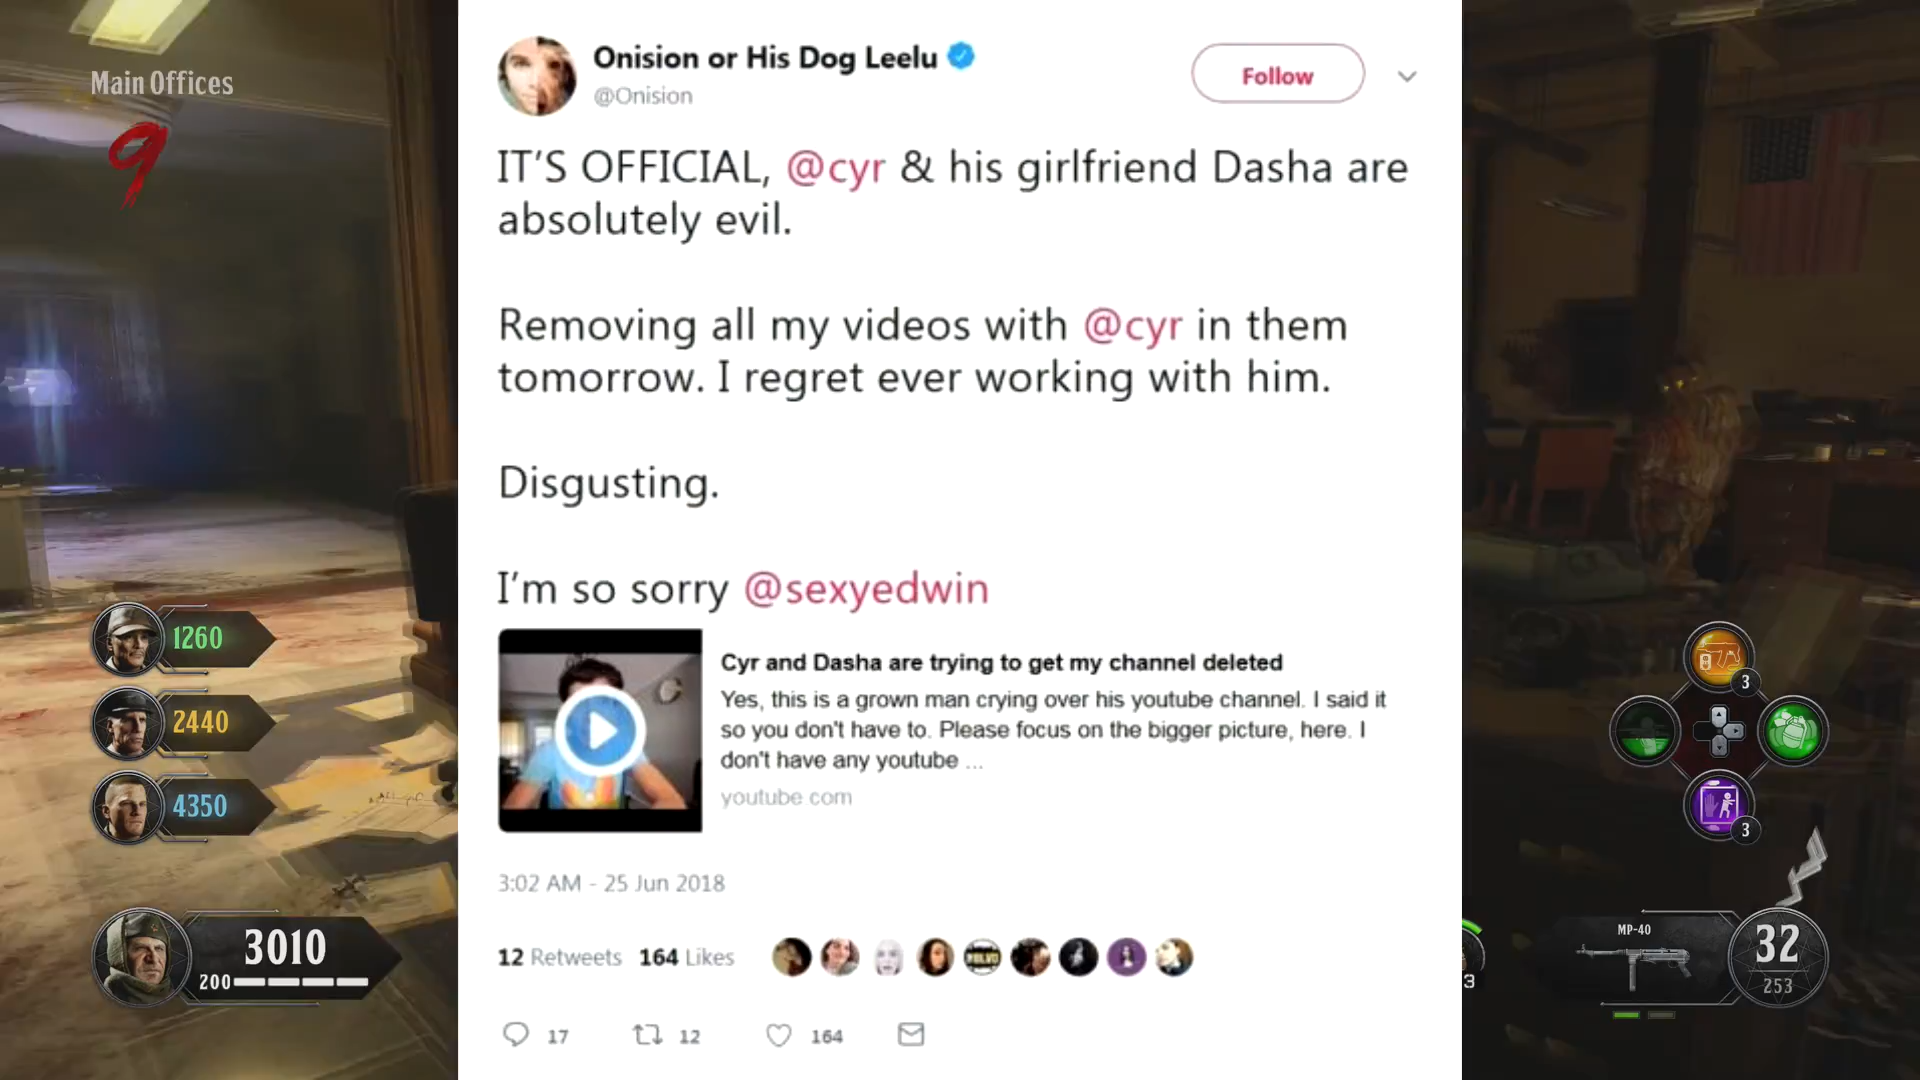 Main Offices
9
Onision or His Dog Leelu
@Onision
Follow
IT'S OFFICIAL, @cyr & his girlfriend Dasha are
absolutely evil.
Removing all my videos with @cyr in them
tomorrow. I regret ever working with him.
Disgusting.
I'm so sorry @sexyedwin
Cyr and Dasha are trying to get my channel deleted
Yes, this is a grown man crying over his youtube channel. I said it
so you don't have to. Please focus on the bigger picture, here. I
don't have any youtube ...
youtube.com
3:02 AM - 25 Jun 2018
12 Retweets 164 Likes
17 12 164
1260
2440
4350
3010
200
3
3
3
MP-40
32
253